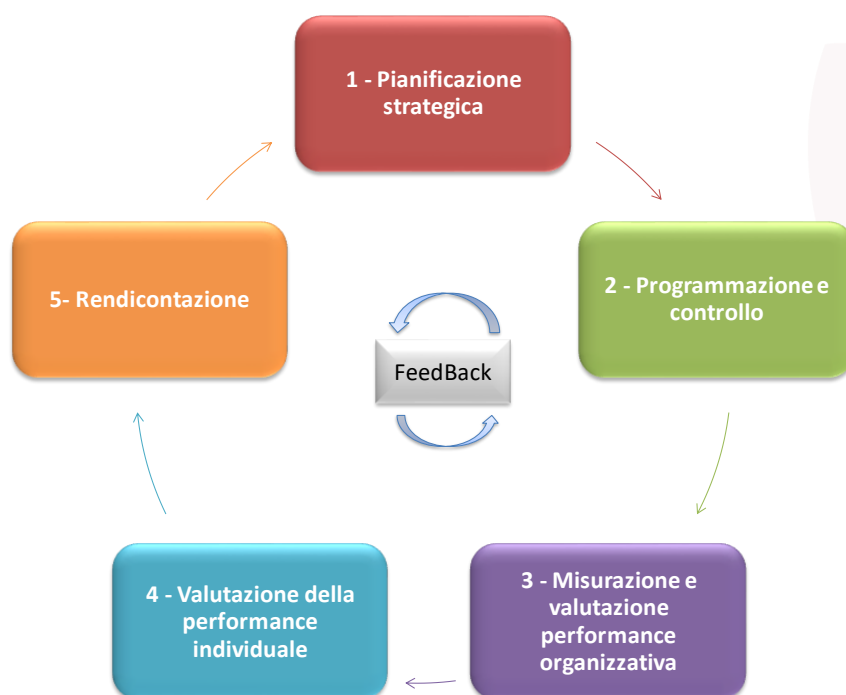 1 - Pianificazione
strategica
2 - Programmazione e
controllo
3 - Misurazione e
valutazione
performance
organizzativa
4 - Valutazione della
performance
individuale
5- Rendicontazione
FeedBack